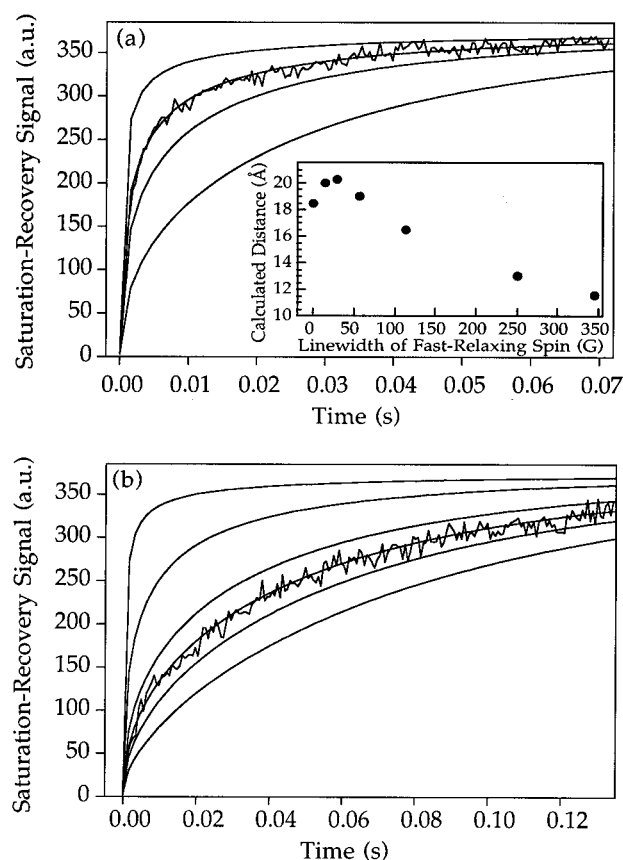 (a)
Saturation-Recovery Signal (a.u.)
350
300
250
200
150
100
50
0
0.00 0.01 0.02 0.03 0.04 0.05 0.06 0.07
Time (s)
Calculated Distance (Å)
20
18
16
14
12
10
0 50 100 150 200 250 300 350
Linewidth of Fast-Relaxing Spin (G)
(b)
Saturation-Recovery Signal (a.u.)
350
300
250
200
150
100
50
0
0.00 0.02 0.04 0.06 0.08 0.10 0.12
Time (s)